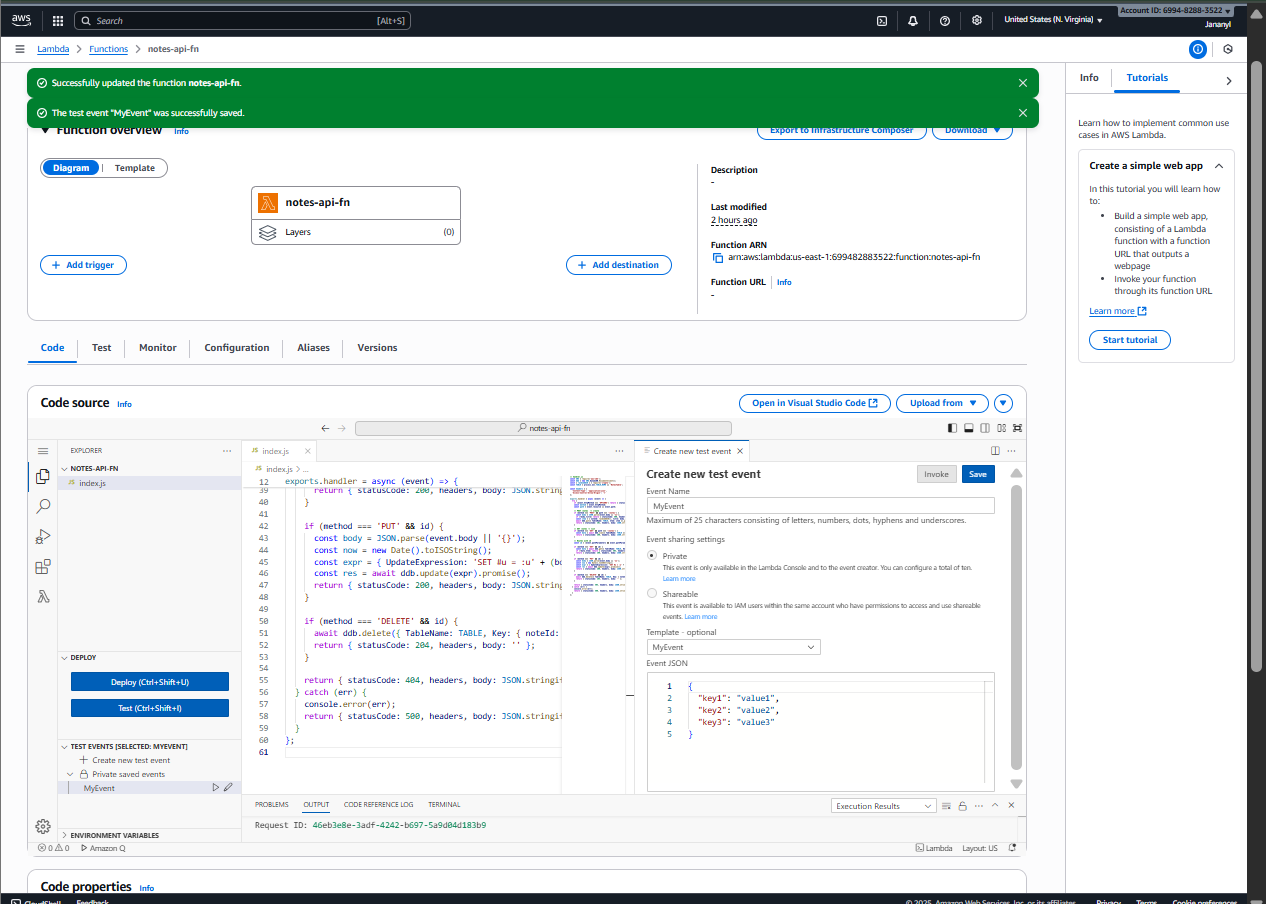 aws
Search [Alt+S]
United States (N. Virginia)
Account ID: 6994-8288-3522
Jananyl
Lambda > Functions > notes-api-fn
Successfully updated the function notes-api-fn.
The test event "MyEvent" was successfully saved.
Function overview Info
Export to Infrastructure Composer
Download
Diagram
Template
notes-api-fn
Layers (0)
+ Add trigger
+ Add destination
Description
-
Last modified
2 hours ago
Function ARN
arn:aws:lambda:us-east-1:699482883522:function:notes-api-fn
Function URL Info
-
Info
Tutorials
Learn how to implement common use
cases in AWS Lambda.
Create a simple web app
In this tutorial you will learn how
to:
• Build a simple web app,
consisting of a Lambda
function with a function
URL that outputs a
webpage
• Invoke your function
through its function URL
Learn more
Start tutorial
Code
Test
Monitor
Configuration
Aliases
Versions
Code source Info
Open in Visual Studio Code
Upload from
notes-api-fn
EXPLORER
NOTES-API-FN
JS index.js
DEPLOY
Deploy (Ctrl+Shift+U)
Test (Ctrl+Shift+I)
TEST EVENTS [SELECTED: MYEVENT]
+ Create new test event
Private saved events
MyEvent
ENVIRONMENT VARIABLES
JS index.js
JS index.js > ...
12 exports.handler = async (event) => {
39 return { statusCode: 200, headers, body: JSON.string
40 }
41
42 if (method === 'PUT' && id) {
43 const body = JSON.parse(event.body || '{}');
44 const now = new Date().toISOString();
45 const expr = { UpdateExpression: 'SET #u = :u' + (bo
46 const res = await ddb.update(expr).promise();
47 return { statusCode: 200, headers, body: JSON.string
48 }
49
50 if (method === 'DELETE' && id) {
51 await ddb.delete({ TableName: TABLE, Key: { noteId:
52 return { statusCode: 204, headers, body: '' };
53 }
54
55 return { statusCode: 404, headers, body: JSON.stringif
56 } catch (err) {
57 console.error(err);
58 return { statusCode: 500, headers, body: JSON.stringif
59 }
60 };
61
Create new test event
Create new test event
Invoke
Save
Event Name
MyEvent
Maximum of 25 characters consisting of letters, numbers, dots, hyphens and underscores.
Event sharing settings
Private
This event is only available in the Lambda Console and to the event creator. You can configure a total of ten.
Learn more
Shareable
This event is available to IAM users within the same account who have permissions to access and use shareable
events. Learn more
Template - optional
MyEvent
Event JSON
1 {
2 "key1": "value1",
3 "key2": "value2",
4 "key3": "value3"
5 }
PROBLEMS
OUTPUT
CODE REFERENCE LOG
TERMINAL
Execution Results
Request ID: 46eb3e8e-3adf-4242-b697-5a9d04d183b9
0 0 Amazon Q
Lambda
Layout: US
Code properties Info
CloudShell
Feedback
© 2025, Amazon Web Services, Inc. or its affiliates.
Privacy
Terms
Cookie preferences